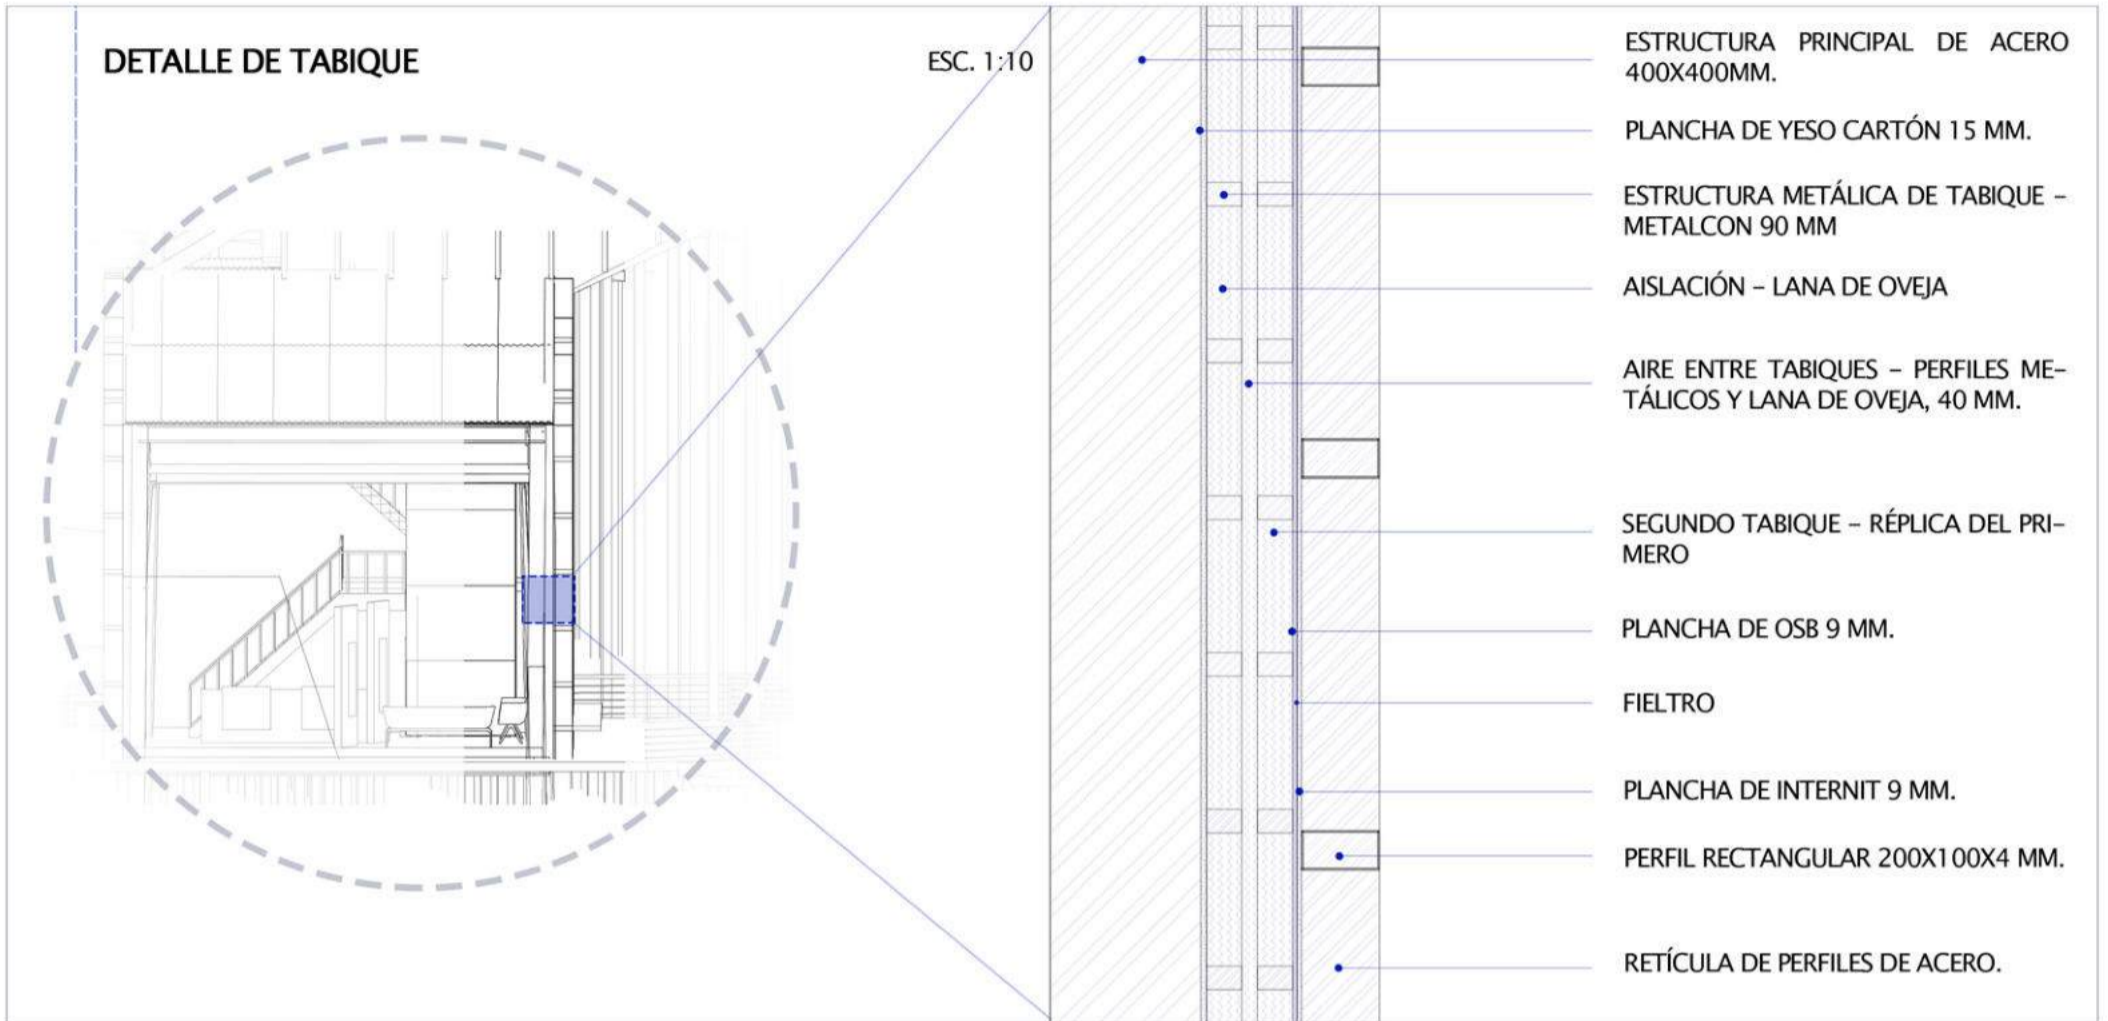 DETALLE DE TABIQUE
ESC. 1:10
ESTRUCTURA PRINCIPAL DE ACERO
400X400MM.
PLANCHA DE YESO CARTÓN 15 MM.
ESTRUCTURA METÁLICA DE TABIQUE –
METALCON 90 MM
AISLACIÓN – LANA DE OVEJA
AIRE ENTRE TABIQUES – PERFILES ME-
TÁLICOS Y LANA DE OVEJA, 40 MM.
SEGUNDO TABIQUE – RÉPLICA DEL PRI-
MERO
PLANCHA DE OSB 9 MM.
FIELTRO
PLANCHA DE INTERNIT 9 MM.
PERFIL RECTANGULAR 200X100X4 MM.
RETÍCULA DE PERFILES DE ACERO.